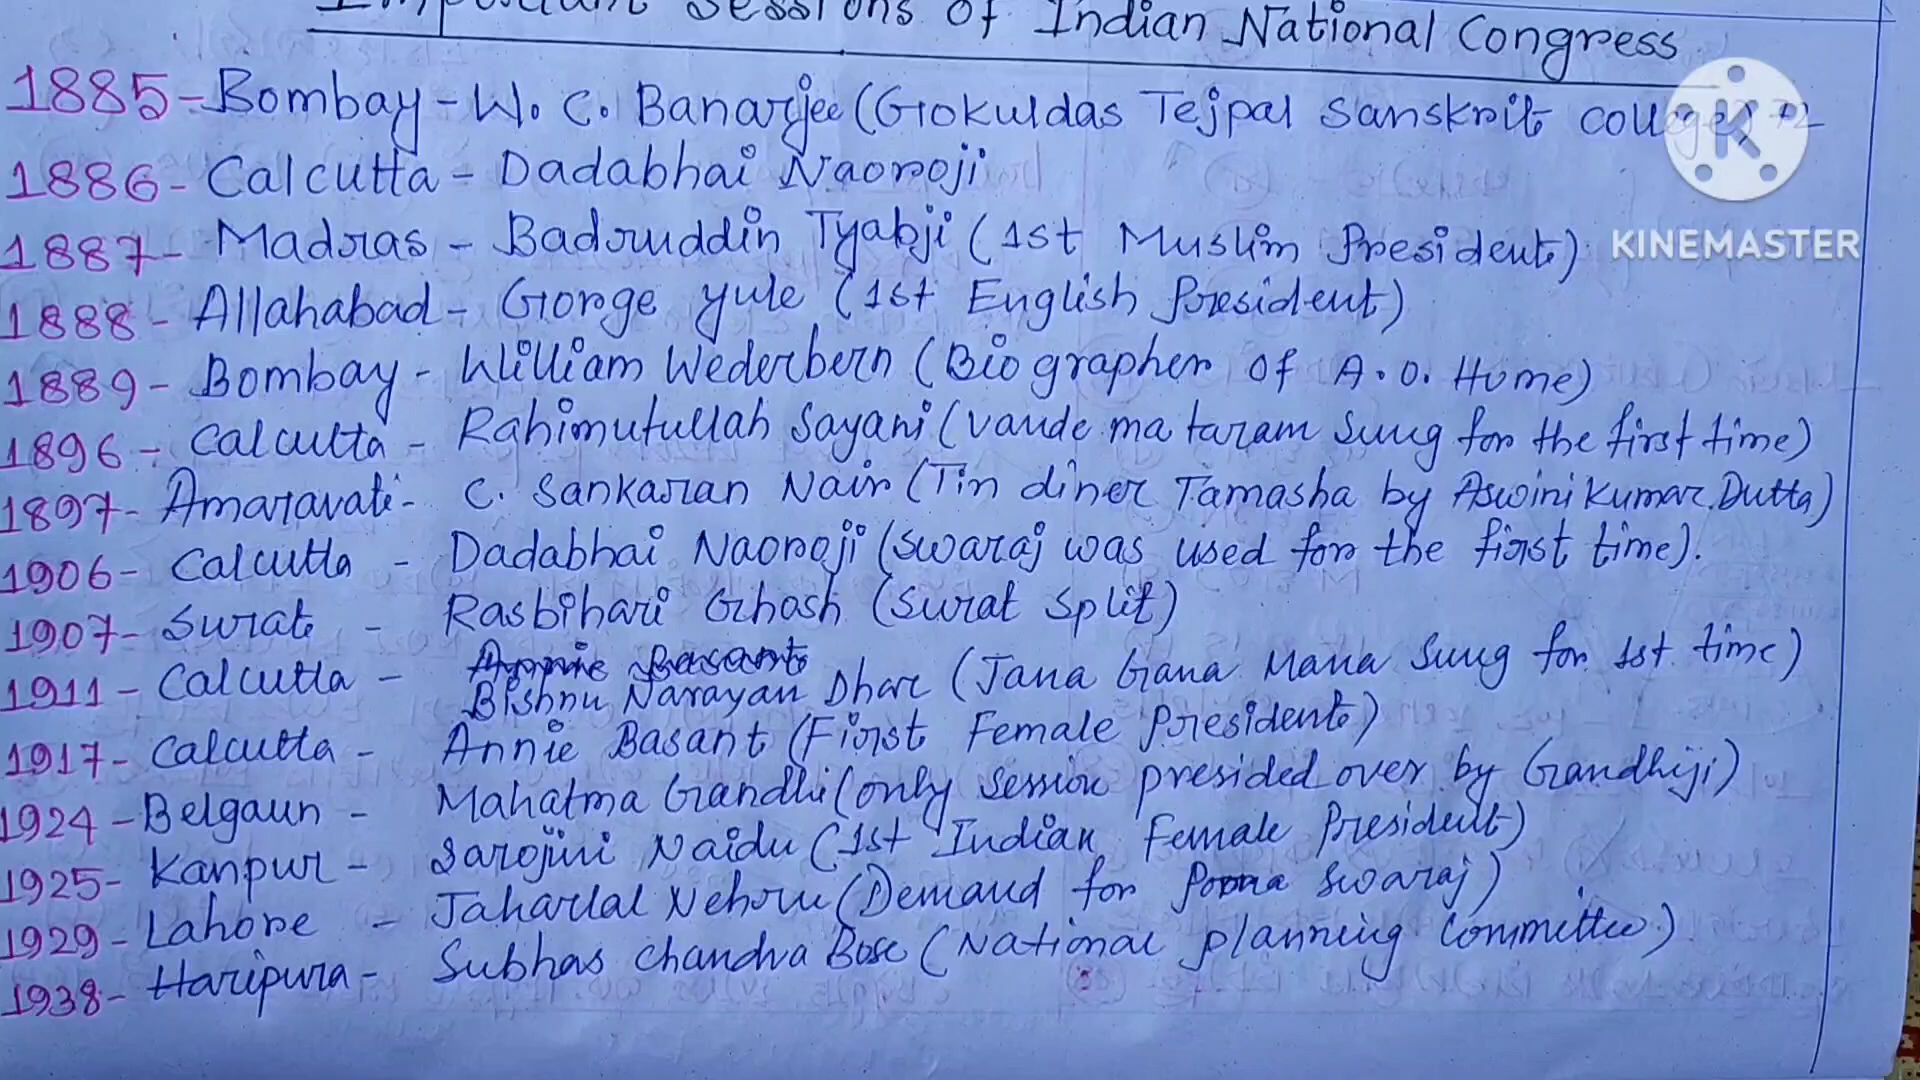 Important Sessions of Indian National Congress
1885 - Bombay - W. C. Banarjee (Gokuldas Tejpal Sanskrit college) 72
1886 - Calcutta - Dadabhai Naoroji
1887 - Madras - Badruddin Tyabji (1st Muslim President)
1888 - Allahabad - Gorge Yule (1st English President)
1889 - Bombay - William Wederbern (Biographer of A.O. Hume)
1896 - Calcutta - Rahimutullah Sayani (vande mataram sung for the first time)
1897 - Amaravati - C. Sankaran Nair (Tin diner Tamasha by Aswini Kumar Dutta)
1906 - Calcutta - Dadabhai Naoroji (swaraj was used for the first time).
1907 - Surat - Rasbihari Ghosh (Surat Split)
1911 - Calcutta - Annie Basant
Bishnu Narayan Dhar (Jana Gana Mana Sung for 1st time)
1917 - Calcutta - Annie Basant (First Female President)
1924 - Belgaun - Mahatma Gandhi (only session presided over by Gandhiji)
1925 - Kanpur - Sarojini Naidu (1st Indian Female President)
1929 - Lahore - Jaharlal Nehru (Demand for Swaraj)
1938 - Haripura - Subhas Chandra Bose (National planning Committee)
KINEMASTER